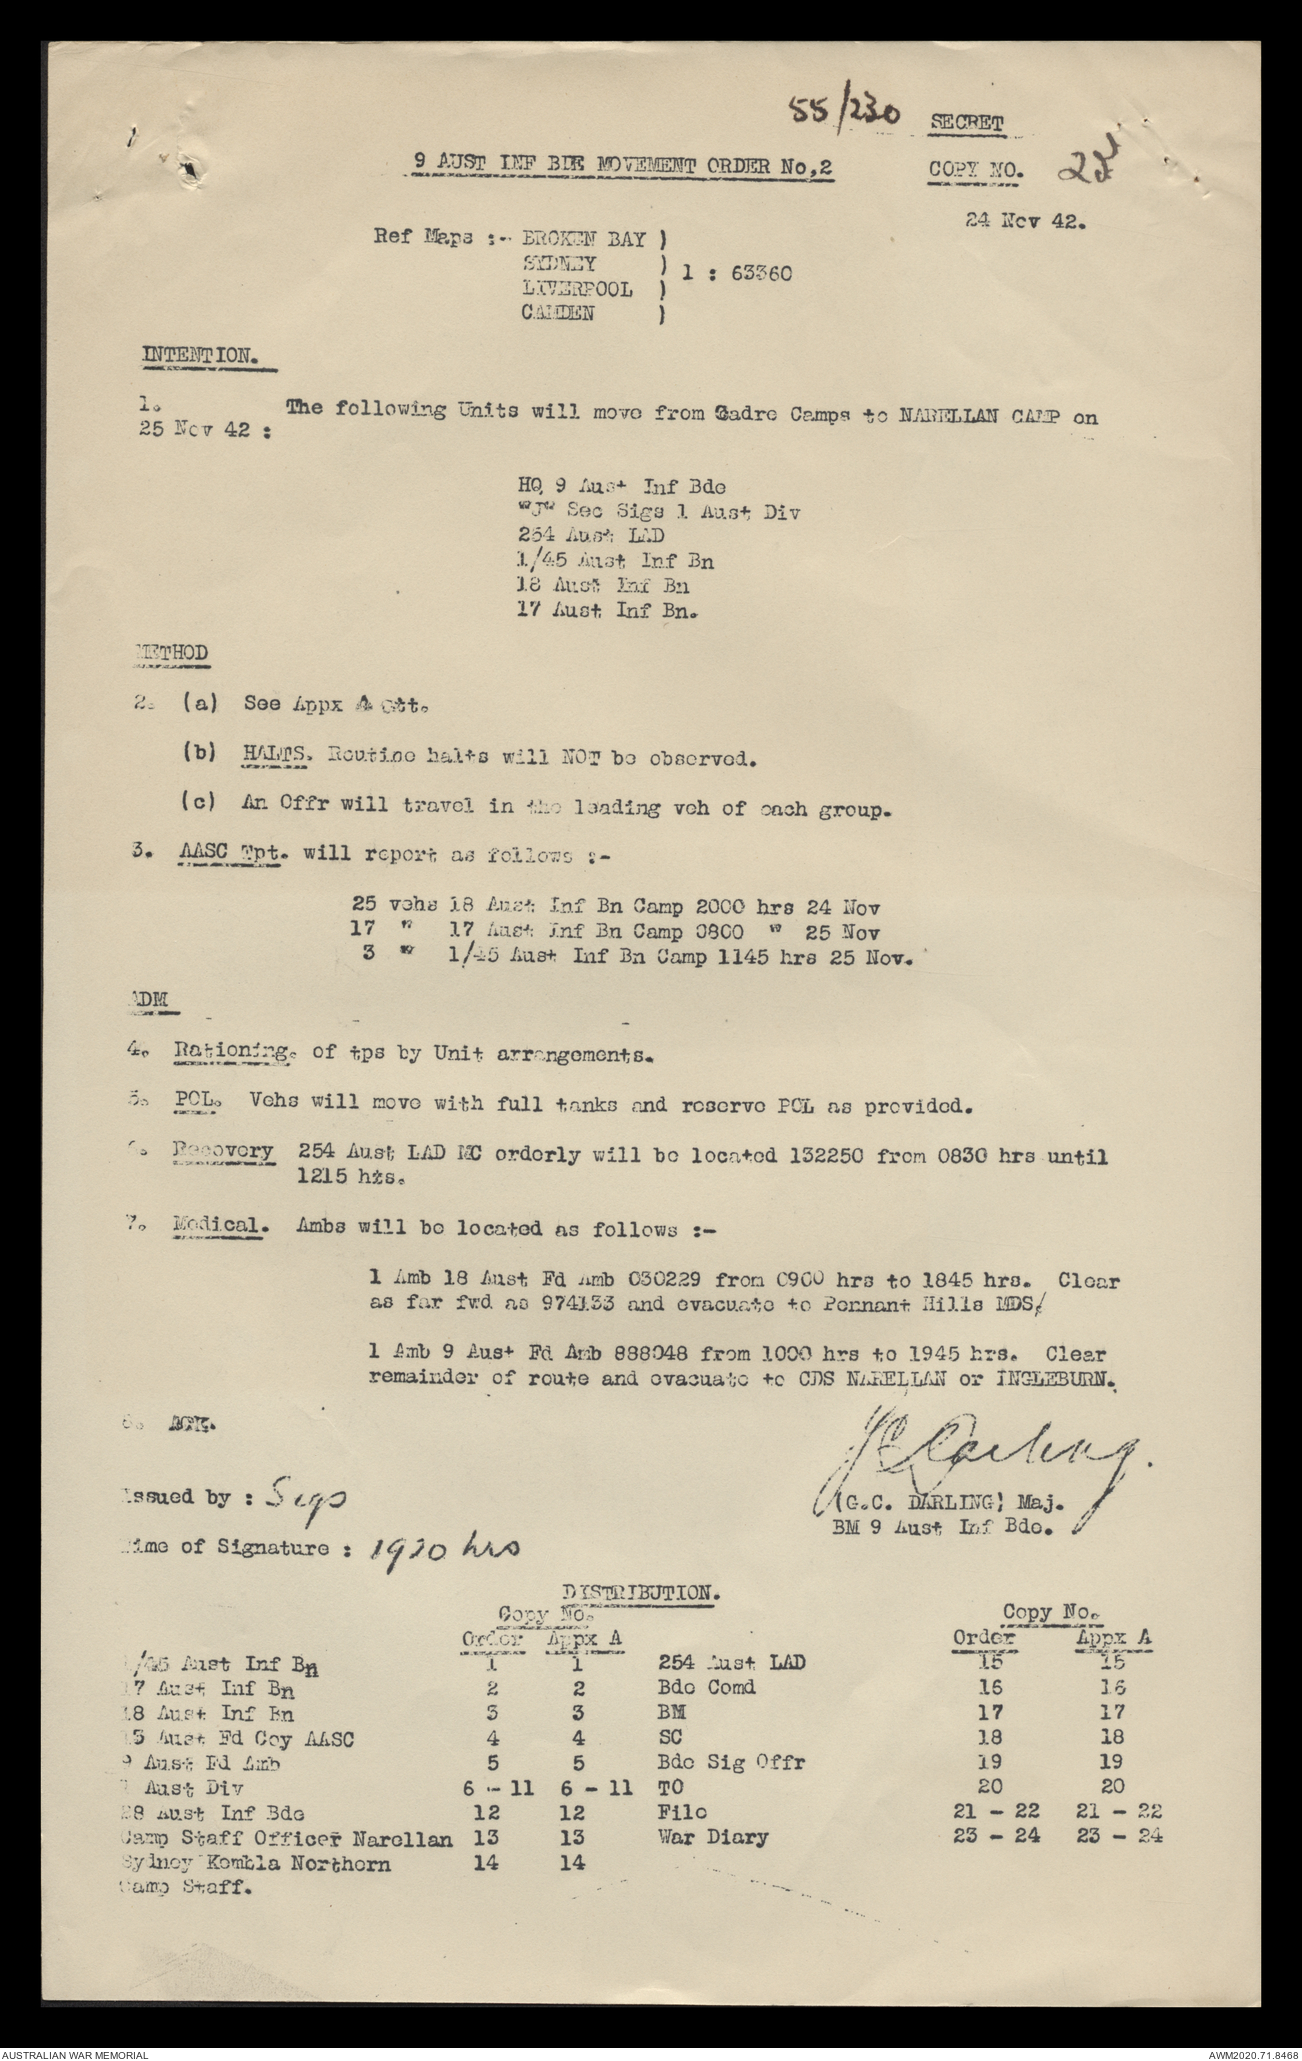 55/230 SECRET
9 AUST INF BDE MOVEMENT ORDER No,2 COPY NO.
24 Nov 42.
Ref Maps :- BROKEN BAY )
SYDNEY ) 1 : 63360
LIVERPOOL )
CAMDEN )
INTENTION.
1. The following Units will move from Cadre Camps to NARELLAN CAMP on
25 Nov 42 :
HQ 9 Aust Inf Bde
"J" Sec Sigs 1 Aust Div
254 Aust LAD
1/45 Aust Inf Bn
18 Aust Inf Bn
17 Aust Inf Bn.
METHOD
2. (a) See Appx A att.
(b) HALTS. Routine halts will NOT be observed.
(c) An Offr will travel in the leading veh of each group.
3. AASC Tpt. will report as follows :-
25 vehs 18 Aust Inf Bn Camp 2000 hrs 24 Nov
17 " 17 Aust Inf Bn Camp 0800 " 25 Nov
3 " 1/45 Aust Inf Bn Camp 1145 hrs 25 Nov.
ADM
4. Rationing. of tps by Unit arrangements.
5. POL. Vehs will move with full tanks and reserve POL as provided.
6. Recovery 254 Aust LAD MC orderly will be located 132250 from 0830 hrs until
1215 hrs.
7. Medical. Ambs will be located as follows :-
1 Amb 18 Aust Fd Amb 030229 from 0900 hrs to 1845 hrs. Clear
as far fwd as 974133 and evacuate to Pennant Hills MDS.
1 Amb 9 Aust Fd Amb 888048 from 1000 hrs to 1945 hrs. Clear
remainder of route and evacuate to CDS NARELLAN or INGLEBURN.
8. ACK.
G C Darling.
Issued by : Sigs
(G.C. DARLING) Maj.
BM 9 Aust Inf Bde.
Time of Signature : 1920 hrs
DISTRIBUTION.
Copy No. Copy No.
Order Appx A Order Appx A
1/45 Aust Inf Bn 1 1 254 Aust LAD 15 15
17 Aust Inf Bn 2 2 Bde Comd 16 16
18 Aust Inf Bn 3 3 BM 17 17
13 Aust Fd Coy AASC 4 4 SC 18 18
9 Aust Fd Amb 5 5 Bde Sig Offr 19 19
1 Aust Div 6 - 11 6 - 11 TO 20 20
28 Aust Inf Bde 12 12 File 21 - 22 21 - 22
Camp Staff Officer Narellan 13 13 War Diary 23 - 24 23 - 24
Sydney Kembla Northern 14 14
Camp Staff.
AUSTRALIAN WAR MEMORIAL AWM2020.71.8468